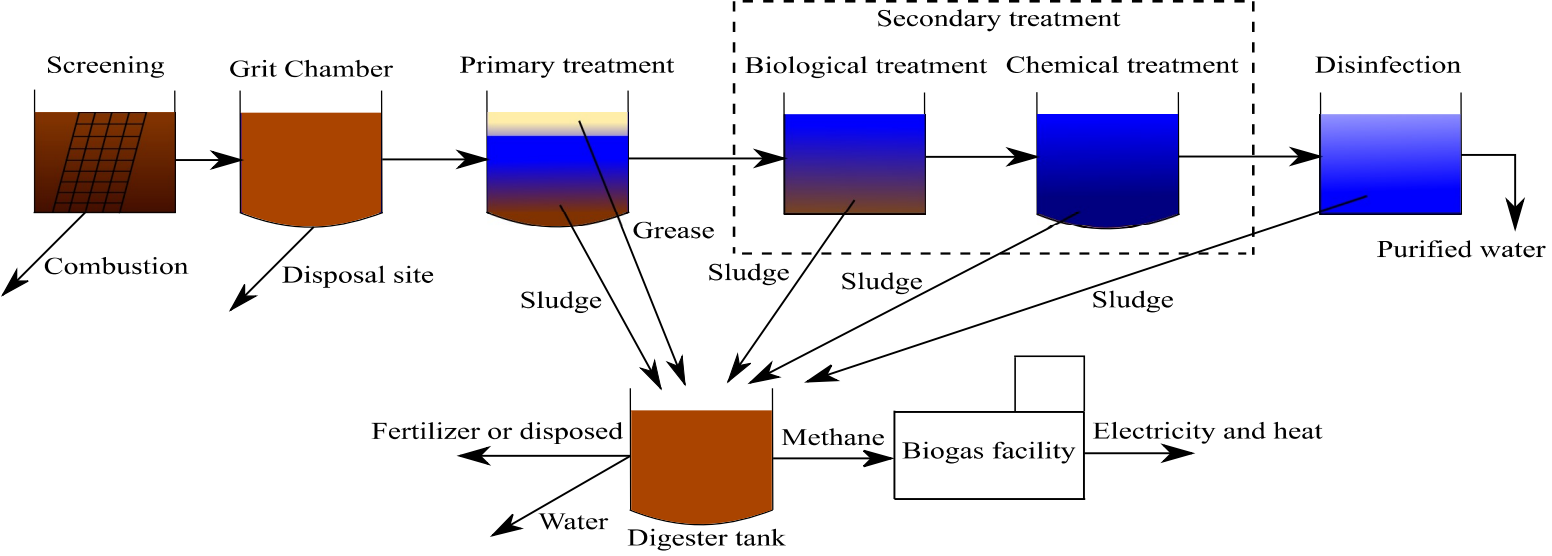 Secondary treatment
Screening
Grit Chamber
Primary treatment
Biological treatment
Chemical treatment
Disinfection
Grease
Purified water
Combustion
Disposal site
Sludge
Sludge
Sludge
Sludge
Fertilizer or disposed
Methane
Biogas facility
Electricity and heat
Water
Digester tank